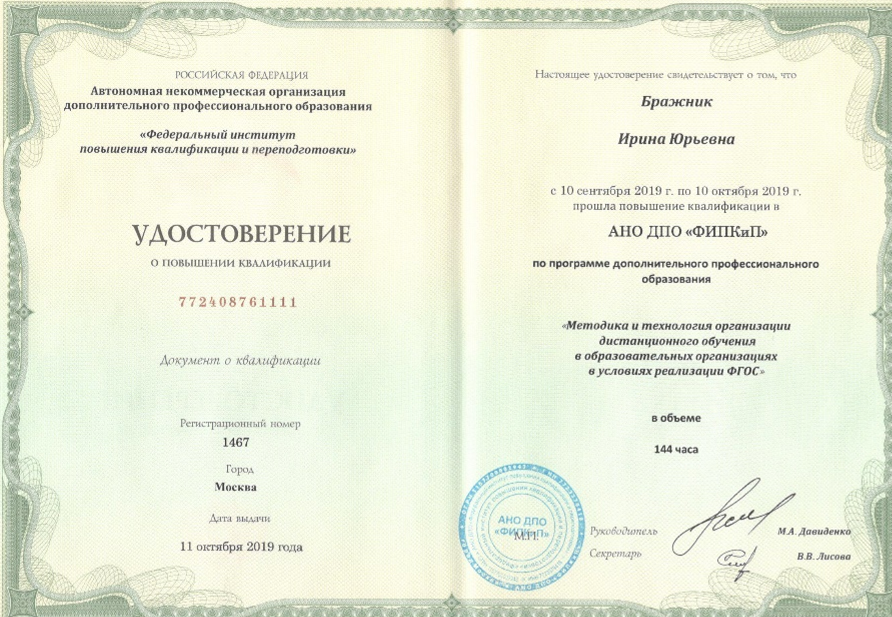 РОССИЙСКАЯ ФЕДЕРАЦИЯ
Автономная некоммерческая организация
дополнительного профессионального образования
«Федеральный институт
повышения квалификации и переподготовки»
УДОСТОВЕРЕНИЕ
О ПОВЫШЕНИИ КВАЛИФИКАЦИИ
772408761111
Документ о квалификации
Регистрационный номер
1467
Город
Москва
Дата выдачи
11 октября 2019 года
Настоящее удостоверение свидетельствует о том, что
Бражник
Ирина Юрьевна
с 10 сентября 2019 г. по 10 октября 2019 г.
прошла повышение квалификации в
АНО ДПО «ФИПКиП»
по программе дополнительного профессионального
образования
«Методика и технология организации
дистанционного обучения
в образовательных организациях
в условиях реализации ФГОС»
в объеме
144 часа
АНО ДПО
«ФИПКиП»
М.П.
Руководитель
М.А. Давиденко
Секретарь
В.В. Лисова